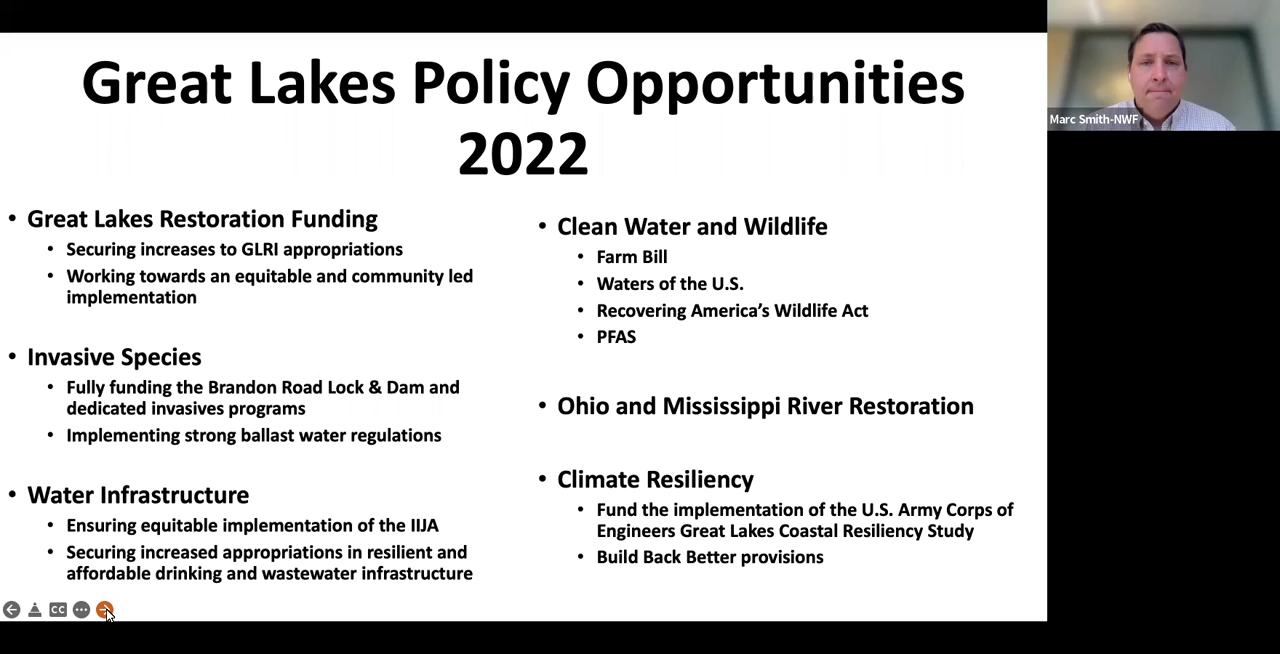 Great Lakes Policy Opportunities
2022
• Great Lakes Restoration Funding
• Securing increases to GLRI appropriations
• Working towards an equitable and community led
implementation
• Invasive Species
• Fully funding the Brandon Road Lock & Dam and
dedicated invasives programs
• Implementing strong ballast water regulations
• Water Infrastructure
• Ensuring equitable implementation of the IIJA
• Securing increased appropriations in resilient and
affordable drinking and wastewater infrastructure
• Clean Water and Wildlife
• Farm Bill
• Waters of the U.S.
• Recovering America's Wildlife Act
• PFAS
• Ohio and Mississippi River Restoration
• Climate Resiliency
• Fund the implementation of the U.S. Army Corps of
Engineers Great Lakes Coastal Resiliency Study
• Build Back Better provisions
CC
Marc Smith-NWF